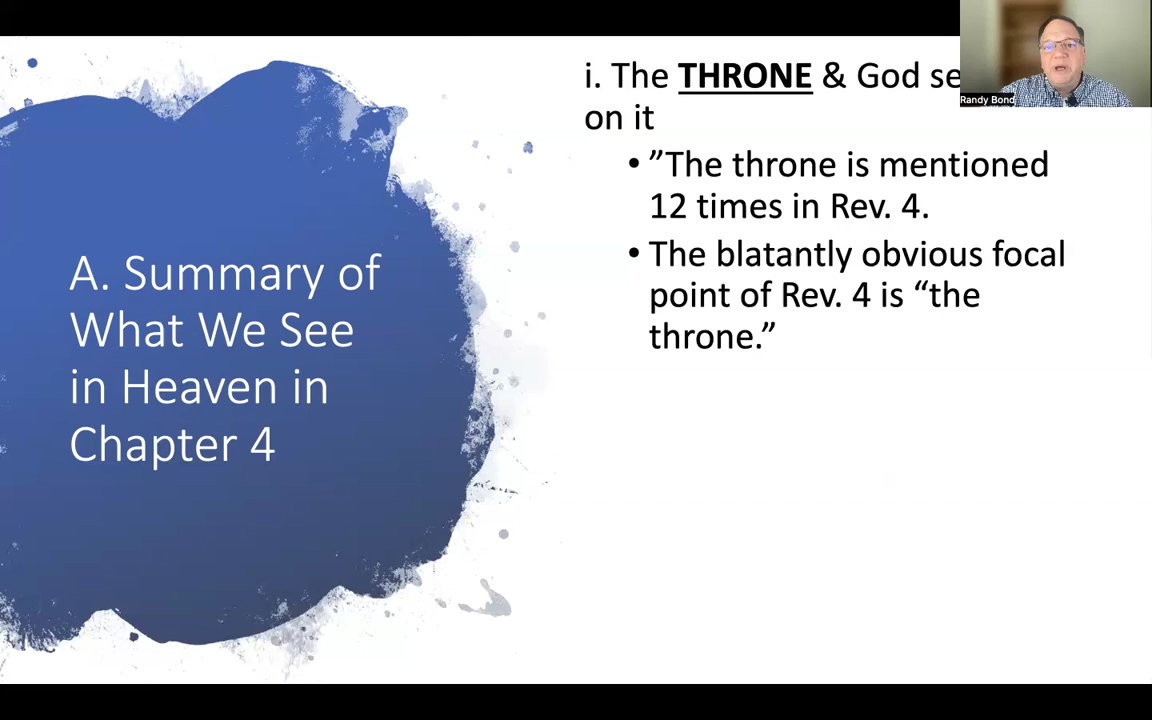 i. The THRONE & God se
on it
• ”The throne is mentioned
12 times in Rev. 4.
• The blatantly obvious focal
point of Rev. 4 is “the
throne.”
A. Summary of
What We See
in Heaven in
Chapter 4
Randy Bond